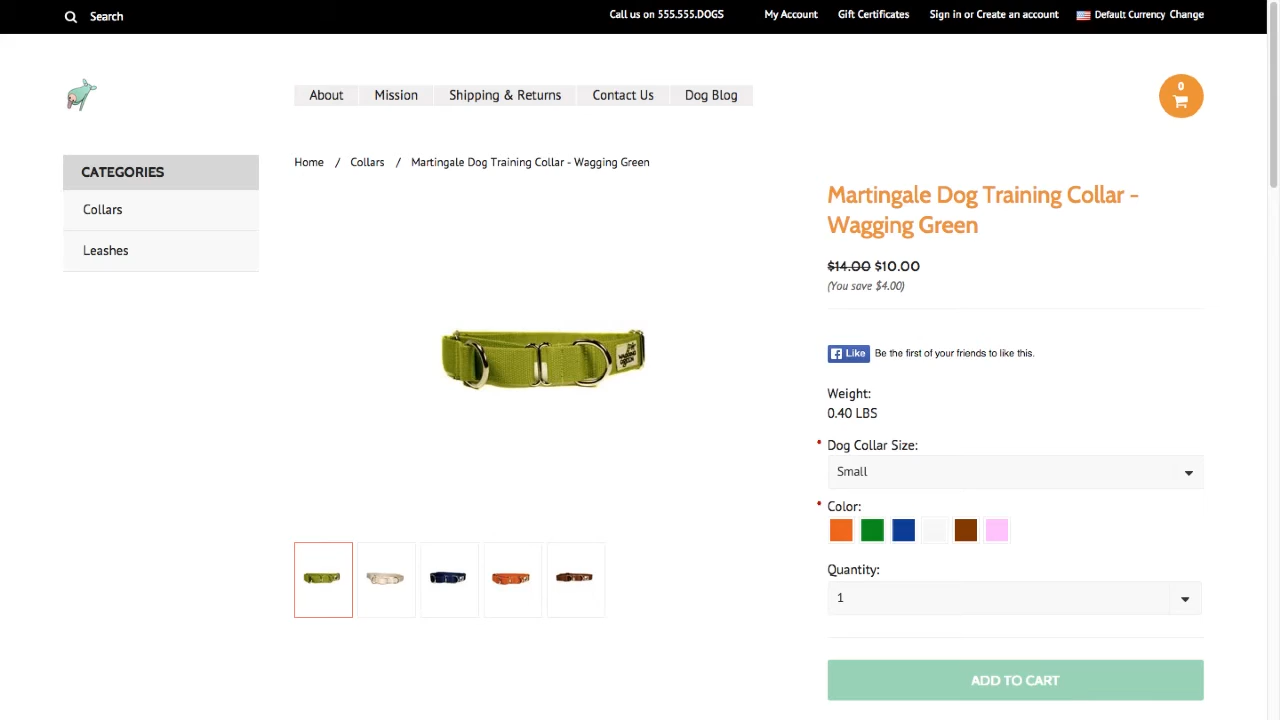 Search
Call us on 555.555.DOGS
My Account
Gift Certificates
Sign in or Create an account
Default Currency Change
About
Mission
Shipping & Returns
Contact Us
Dog Blog
0
CATEGORIES
Collars
Leashes
Home / Collars / Martingale Dog Training Collar - Wagging Green
Martingale Dog Training Collar -
Wagging Green
$14.00 $10.00
(You save $4.00)
Like
Be the first of your friends to like this.
Weight:
0.40 LBS
* Dog Collar Size:
Small
* Color:
Quantity:
1
ADD TO CART
WAGGING
GREEN